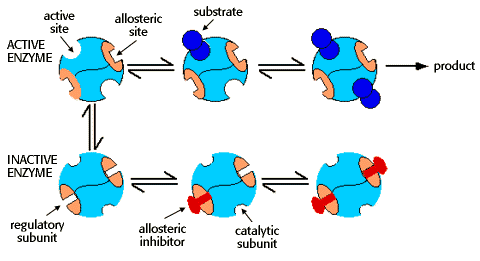 active
site
allosteric
site
substrate
ACTIVE
ENZYME
product
INACTIVE
ENZYME
regulatory
subunit
allosteric
inhibitor
catalytic
subunit